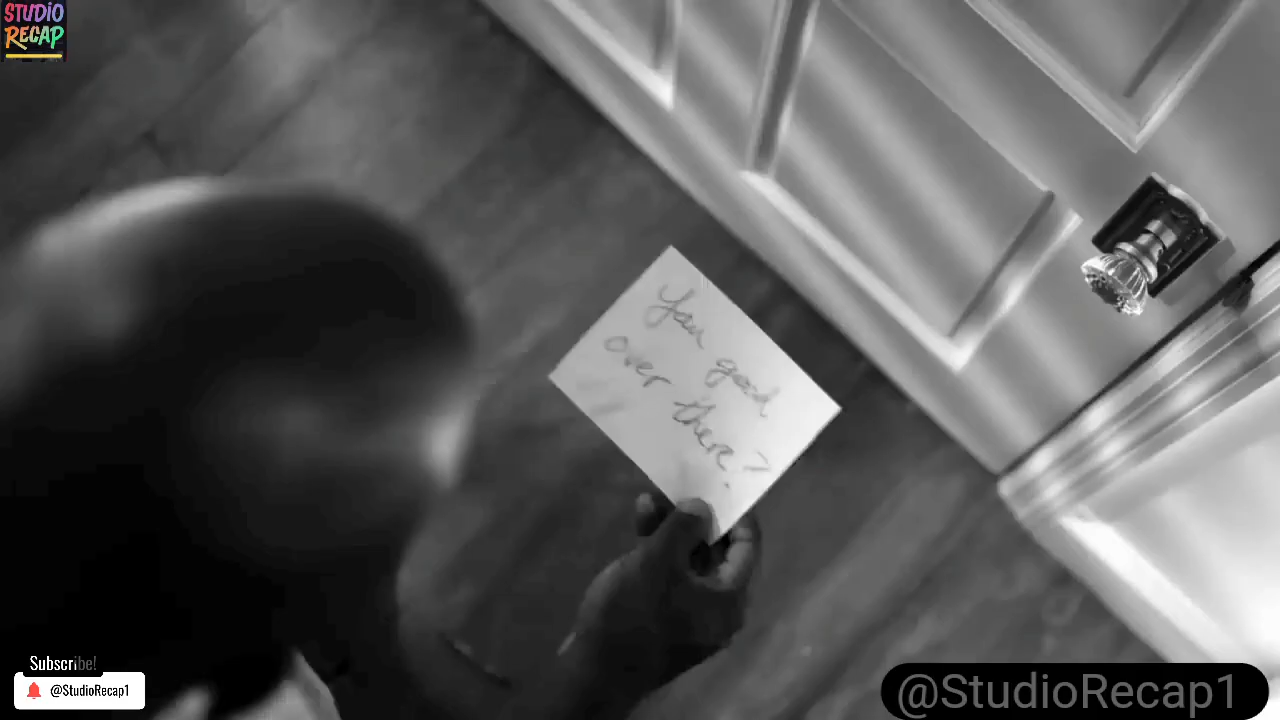 STUDIO
RECAP
You good
over there?
Subscribe!
@StudioRecap1
@StudioRecap1